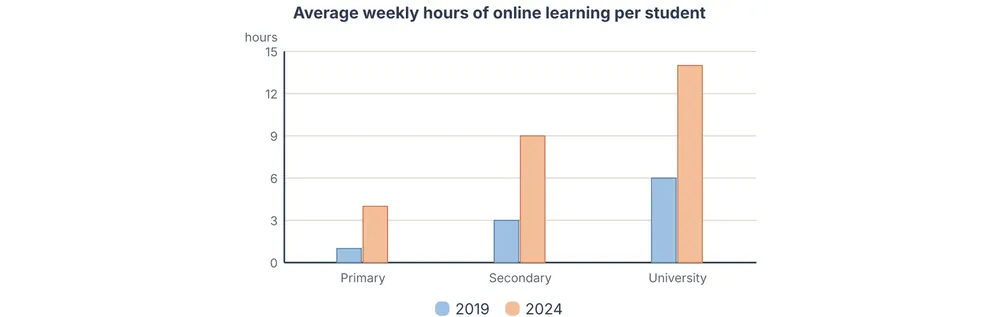 Average weekly hours of online learning per student
hours
15
12
9
6
3
0
Primary Secondary University
2019 2024